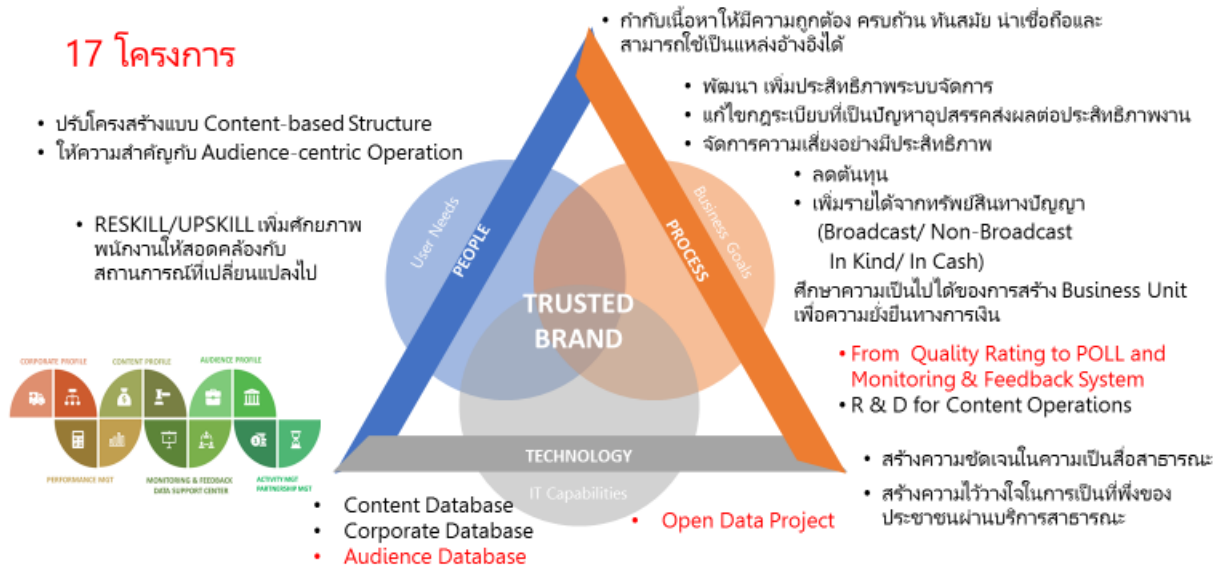 17 โครงการ
• ปรับโครงสร้างแบบ Content-based Structure
• ให้ความสำคัญกับ Audience-centric Operation
• RESKILL/UPSKILL เพิ่มศักยภาพ
พนักงานให้สอดคล้องกับ
สถานการณ์ที่เปลี่ยนแปลงไป
• กำกับเนื้อหาให้มีความถูกต้อง ครบถ้วน ทันสมัย น่าเชื่อถือและ
สามารถใช้เป็นแหล่งอ้างอิงได้
• พัฒนา เพิ่มประสิทธิภาพระบบจัดการ
• แก้ไขกฎระเบียบที่เป็นปัญหาอุปสรรคส่งผลต่อประสิทธิภาพงาน
• จัดการความเสี่ยงอย่างมีประสิทธิภาพ
• ลดต้นทุน
• เพิ่มรายได้จากทรัพย์สินทางปัญญา
(Broadcast/ Non-Broadcast
In Kind/ In Cash)
ศึกษาความเป็นไปได้ของการสร้าง Business Unit
เพื่อความยั่งยืนทางการเงิน
• From Quality Rating to POLL and
Monitoring & Feedback System
• R & D for Content Operations
• สร้างความชัดเจนในความเป็นสื่อสาธารณะ
• สร้างความไว้วางใจในการเป็นที่พึ่งของ
ประชาชนผ่านบริการสาธารณะ
User Needs
PEOPLE
PROCESS
Business Goals
TRUSTED
BRAND
TECHNOLOGY
IT Capabilities
CORPORATE PROFILE
CONTENT PROFILE
AUDIENCE PROFILE
PERFORMANCE MGT
MONITORING & FEEDBACK
DATA SUPPORT CENTER
ACTIVITY MGT
PARTNERSHIP MGT
• Content Database
• Corporate Database
• Audience Database
• Open Data Project